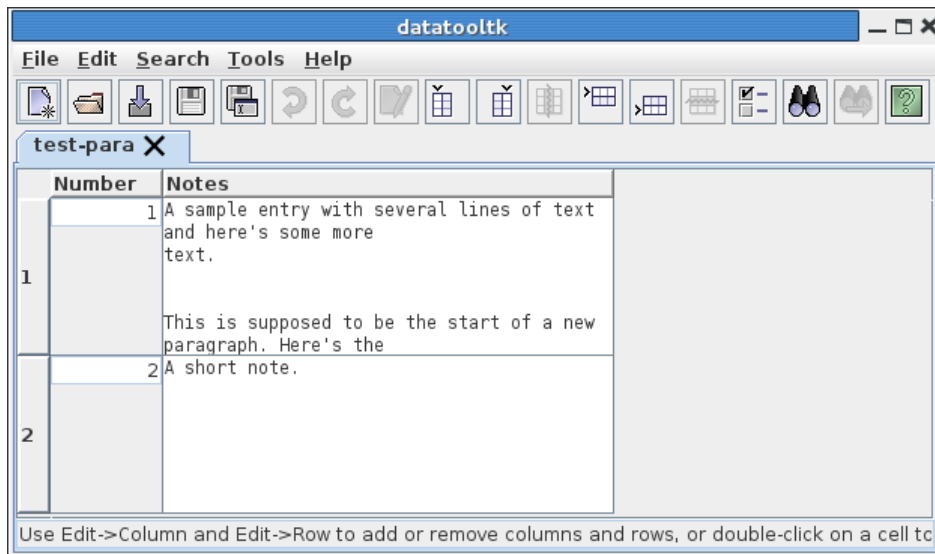 datatooltk
File Edit Search Tools Help
test-para
Number Notes
1 1 A sample entry with several lines of text
and here's some more
text.
This is supposed to be the start of a new
paragraph. Here's the
2 2 A short note.
Use Edit->Column and Edit->Row to add or remove columns and rows, or double-click on a cell to